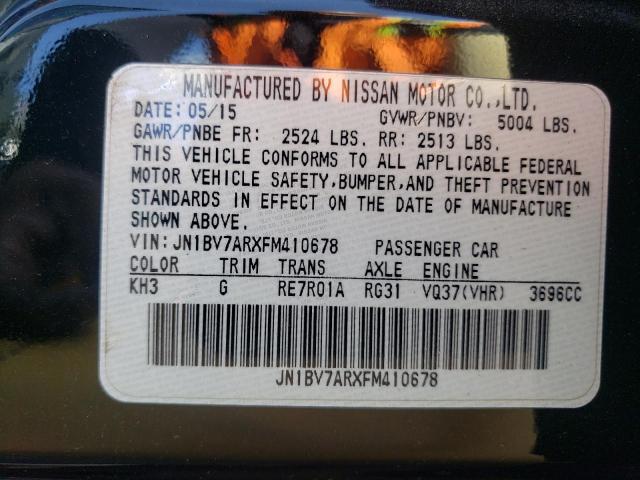 MANUFACTURED BY NISSAN MOTOR CO.,LTD.
DATE: 05/15 GVWR/PNBV: 5004 LBS.
GAWR/PNBE FR: 2524 LBS. RR: 2513 LBS.
THIS VEHICLE CONFORMS TO ALL APPLICABLE FEDERAL
MOTOR VEHICLE SAFETY,BUMPER,AND THEFT PREVENTION
STANDARDS IN EFFECT ON THE DATE OF MANUFACTURE
SHOWN ABOVE.
VIN:JN1BV7ARXFM410678 PASSENGER CAR
COLOR TRIM TRANS AXLE ENGINE
KH3 G RE7R01A RG31 VQ37(VHR) 3696CC
JN1BV7ARXFM410678